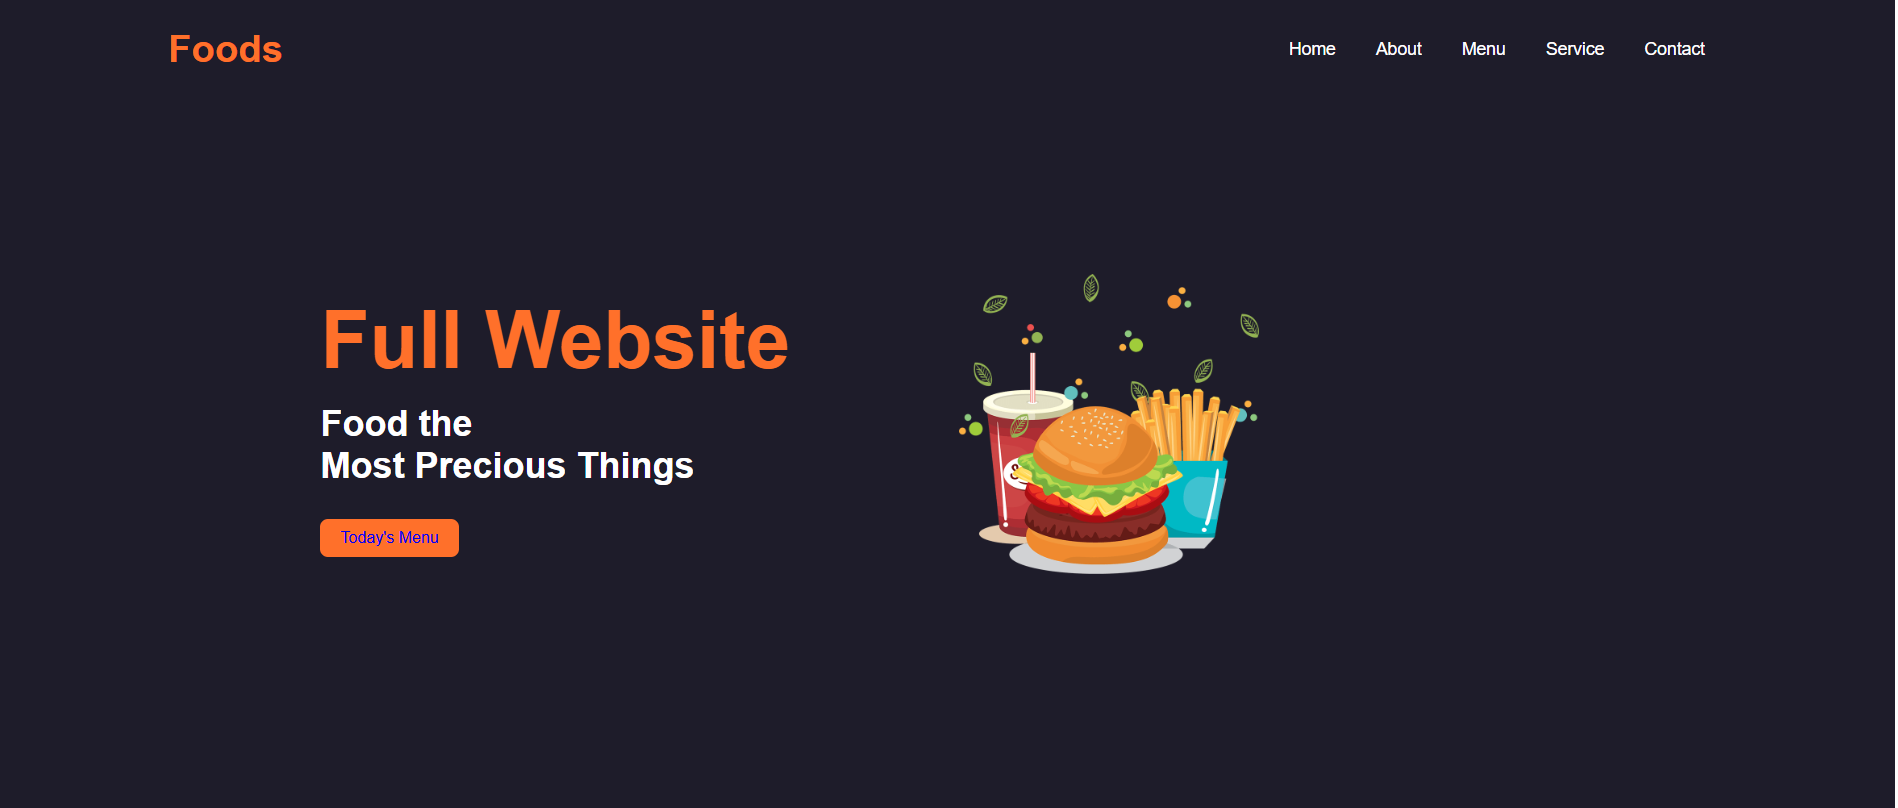 Foods
Home About Menu Service Contact
Full Website
Food the
Most Precious Things
Today's Menu